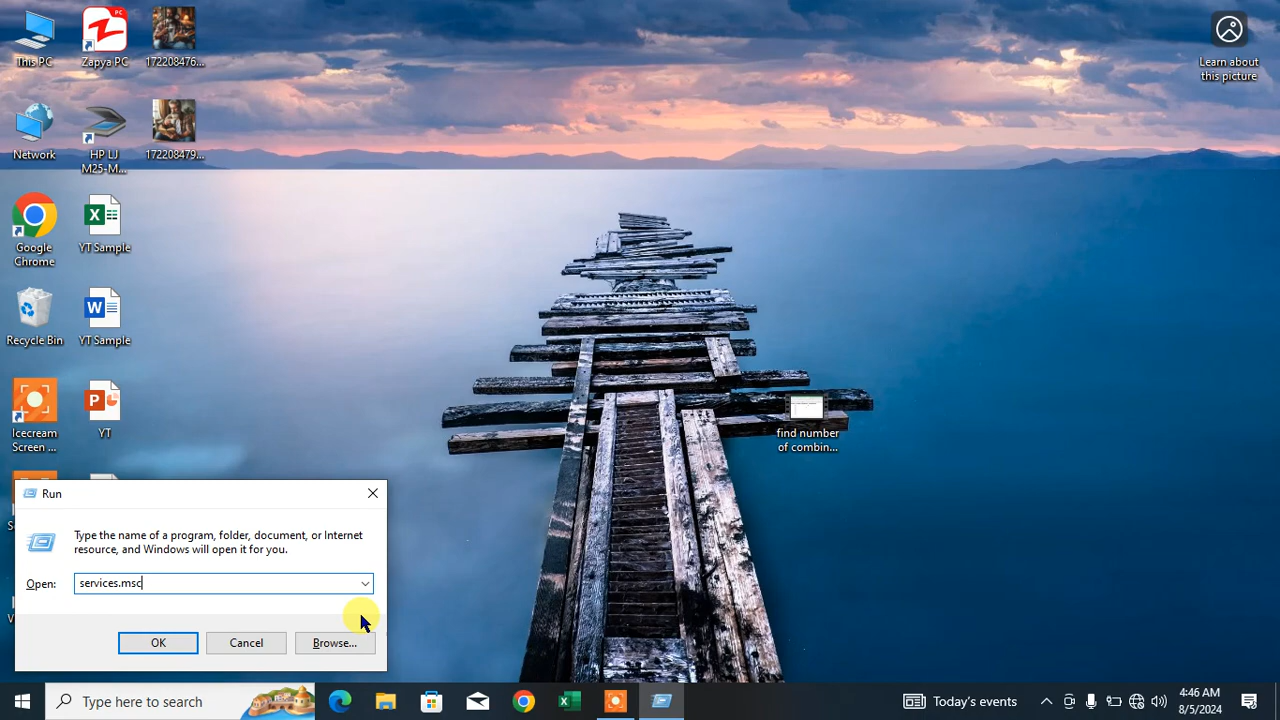 This PC
Zapya PC
172208476...
Learn about
this picture
Network
HP LJ
M25-M...
172208479...
Google
Chrome
YT Sample
Recycle Bin
YT Sample
Icecream
Screen ...
YT
find number
of combin...
Run
Type the name of a program, folder, document, or Internet
resource, and Windows will open it for you.
Open:
services.msc
OK
Cancel
Browse...
Type here to search
Today's events
4:46 AM
8/5/2024